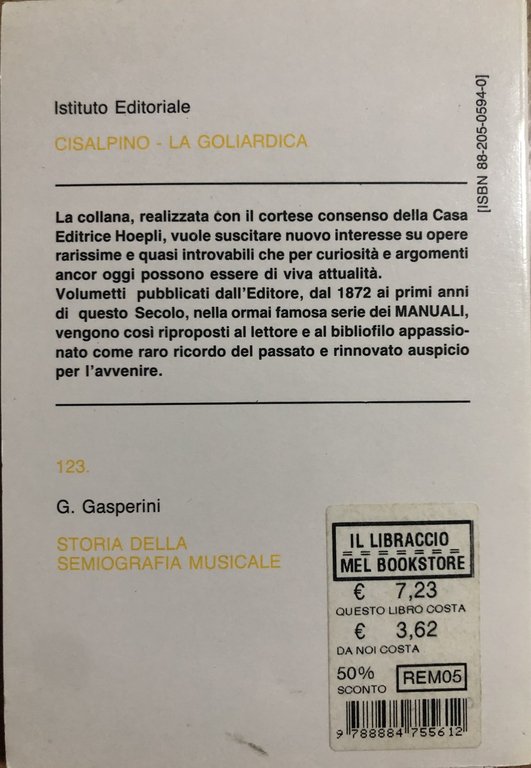 Istituto Editoriale
CISALPINO - LA GOLIARDICA
[ISBN 88-205-0594-0]
La collana, realizzata con il cortese consenso della Casa
Editrice Hoepli, vuole suscitare nuovo interesse su opere
rarissime e quasi introvabili che per curiosità e argomenti
ancor oggi possono essere di viva attualità.
Volumetti pubblicati dall'Editore, dal 1872 ai primi anni
di questo Secolo, nella ormai famosa serie dei MANUALI,
vengono così riproposti al lettore e al bibliofilo appassio-
nato come raro ricordo del passato e rinnovato auspicio
per l'avvenire.
123.
G. Gasperini
STORIA DELLA
SEMIOGRAFIA MUSICALE
IL LIBRACCIO
MEL BOOKSTORE
€ 7,23
QUESTO LIBRO COSTA
€ 3,62
DA NOI COSTA
50% REM05
SCONTO
9 788884 755612